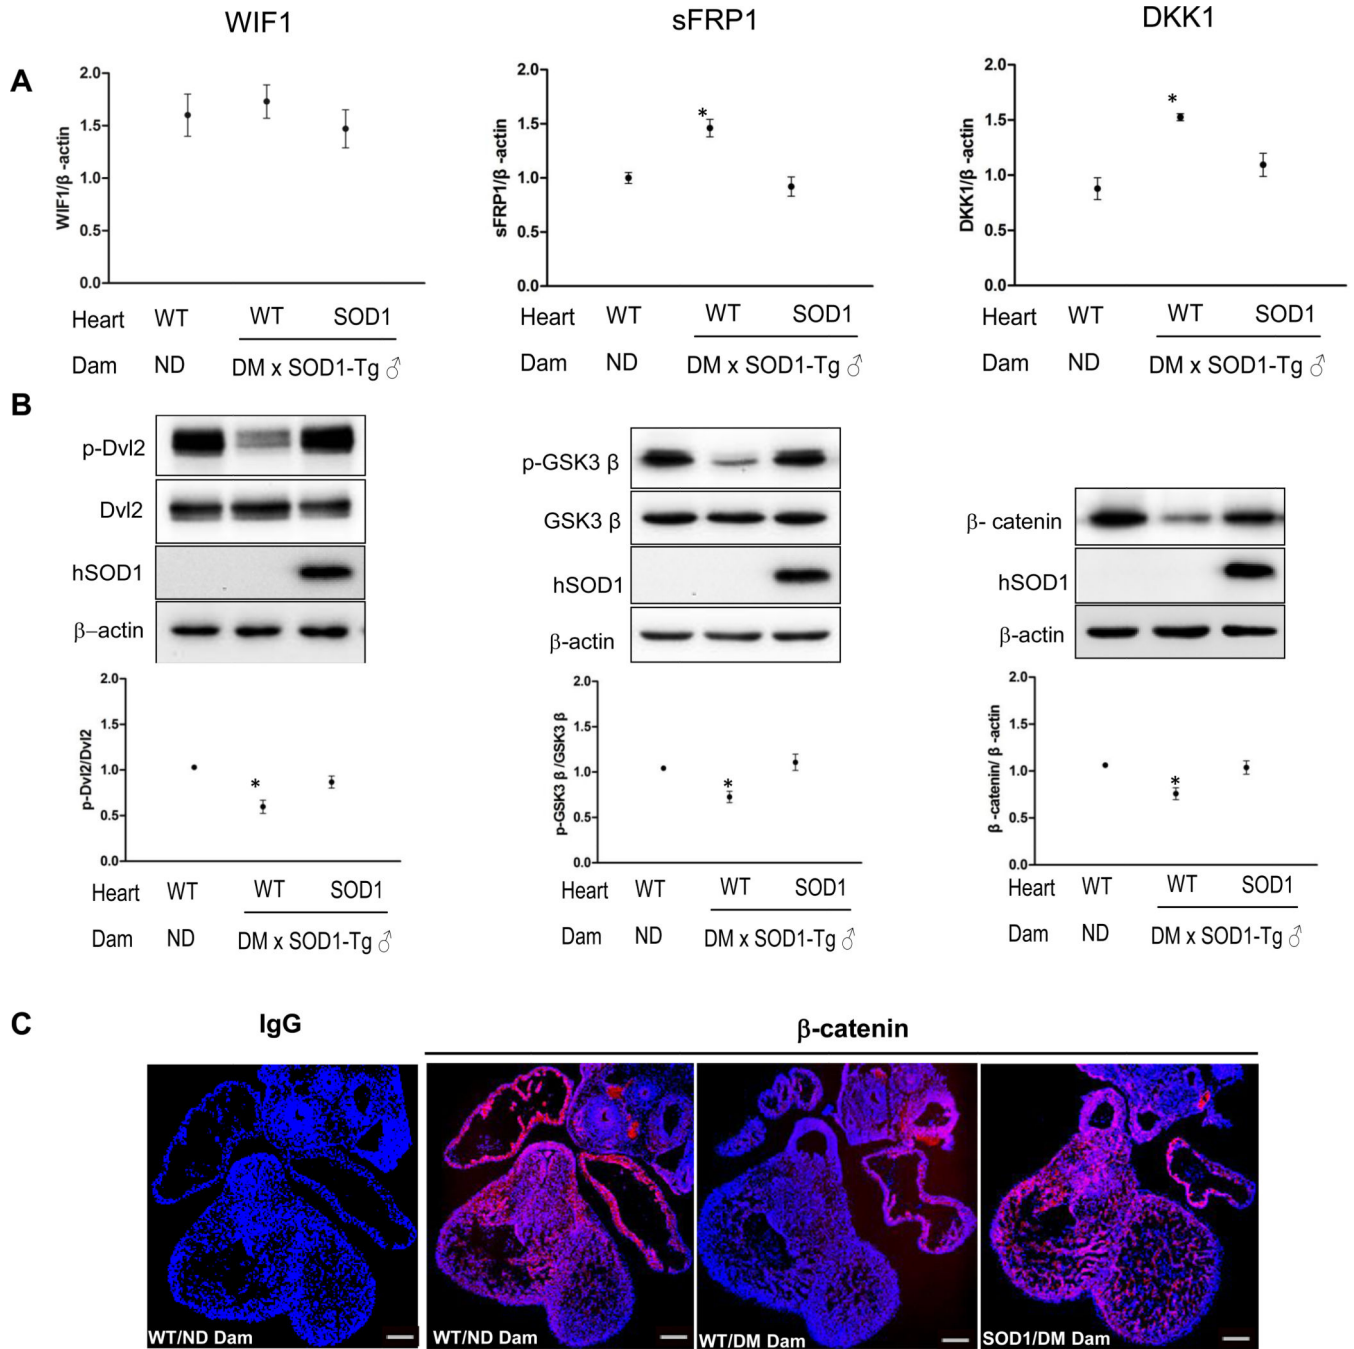 WIF1 sFRP1 DKK1
A
2.0 1.5 1.0 0.5 0.0
WIF1/β -actin
Heart WT WT SOD1
Dam ND DM x SOD1-Tg ♂
2.0 1.5 1.0 0.5 0.0
sFRP1/β -actin
*
Heart WT WT SOD1
Dam ND DM x SOD1-Tg ♂
2.0 1.5 1.0 0.5 0.0
DKK1/β -actin
*
Heart WT WT SOD1
Dam ND DM x SOD1-Tg ♂
B
p-Dvl2
Dvl2
hSOD1
β–actin
2.0 1.5 1.0 0.5 0.0
p-Dvl2/Dvl2
*
Heart WT WT SOD1
Dam ND DM x SOD1-Tg ♂
p-GSK3 β
GSK3 β
hSOD1
β-actin
2.0 1.5 1.0 0.5 0.0
p-GSK3 β /GSK3 β
*
Heart WT WT SOD1
Dam ND DM x SOD1-Tg ♂
β- catenin
hSOD1
β-actin
2.0 1.5 1.0 0.5 0.0
β -catenin/ β -actin
*
Heart WT WT SOD1
Dam ND DM x SOD1-Tg ♂
C
IgG β-catenin
WT/ND Dam WT/ND Dam WT/DM Dam SOD1/DM Dam